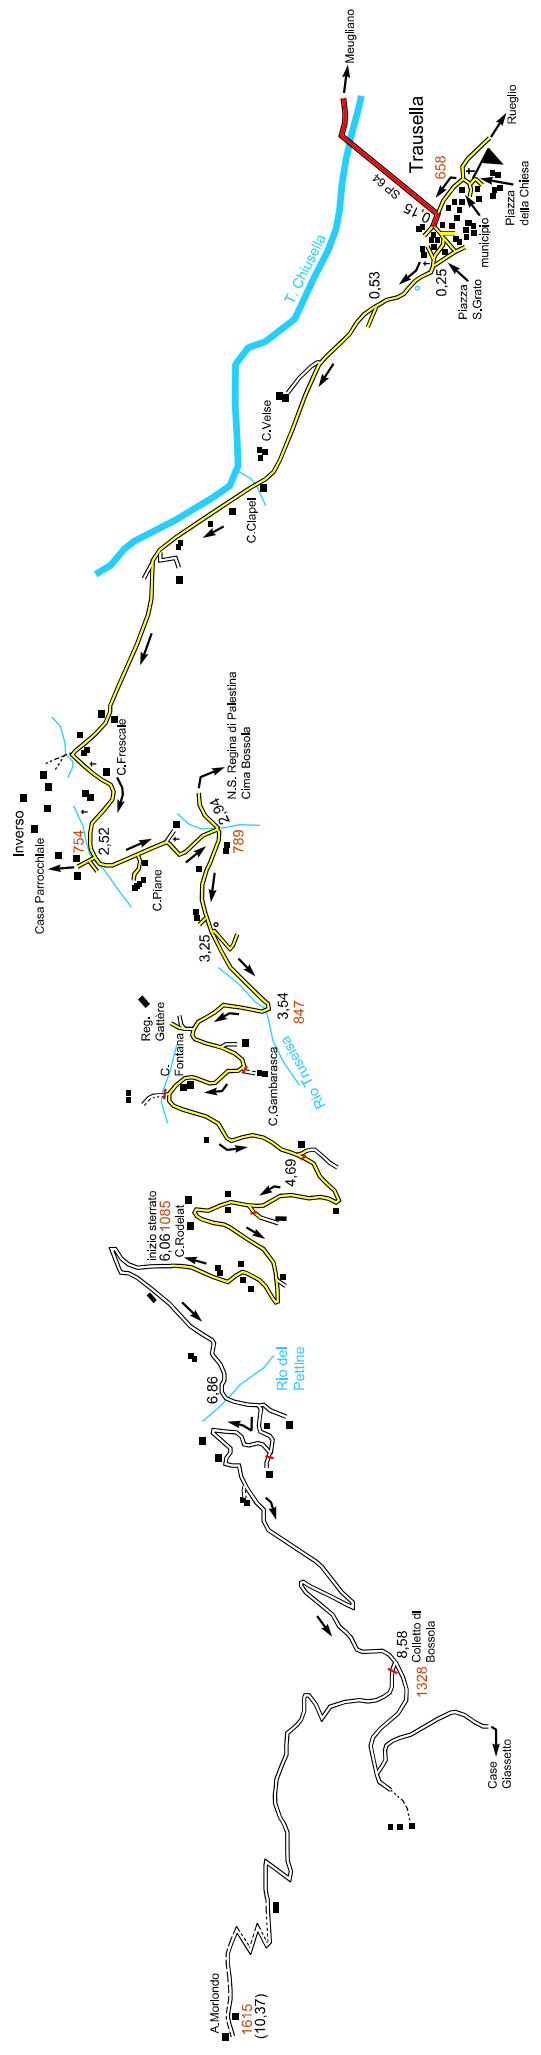 Meugliano
Trausella
Rueglio
SP 64
658
0,15
Piazza
della Chiesa
municipio
0,25
Piazza
S.Grato
T. Chiusella
0,53
C.Velse
C.Clapel
C.Frescale
Inverso
Casa Parrocchiale
754
2,52
N.S. Regina di Palestina
Cima Bossola
2,94
789
C.Piane
3,25
3,54
847
Reg.
Gattère
C.
Fontana
Rio Truseisa
C.Gambarasca
4,69
inizio sterrato
6,06 1085
C.Rodelat
Rio del
Pettine
6,86
8,58
Colletto di
Bossola
1328
Case
Giassetto
A.Morlondo
1615
(10,37)